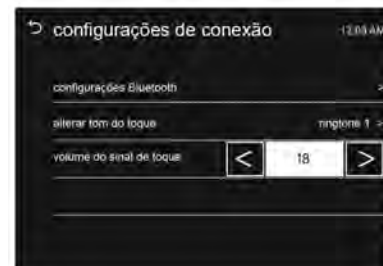 configurações de conexão 12:05 AM
configurações Bluetooth >
alterar tom do toque ringtone 1 >
volume do sinal de toque < 18 >